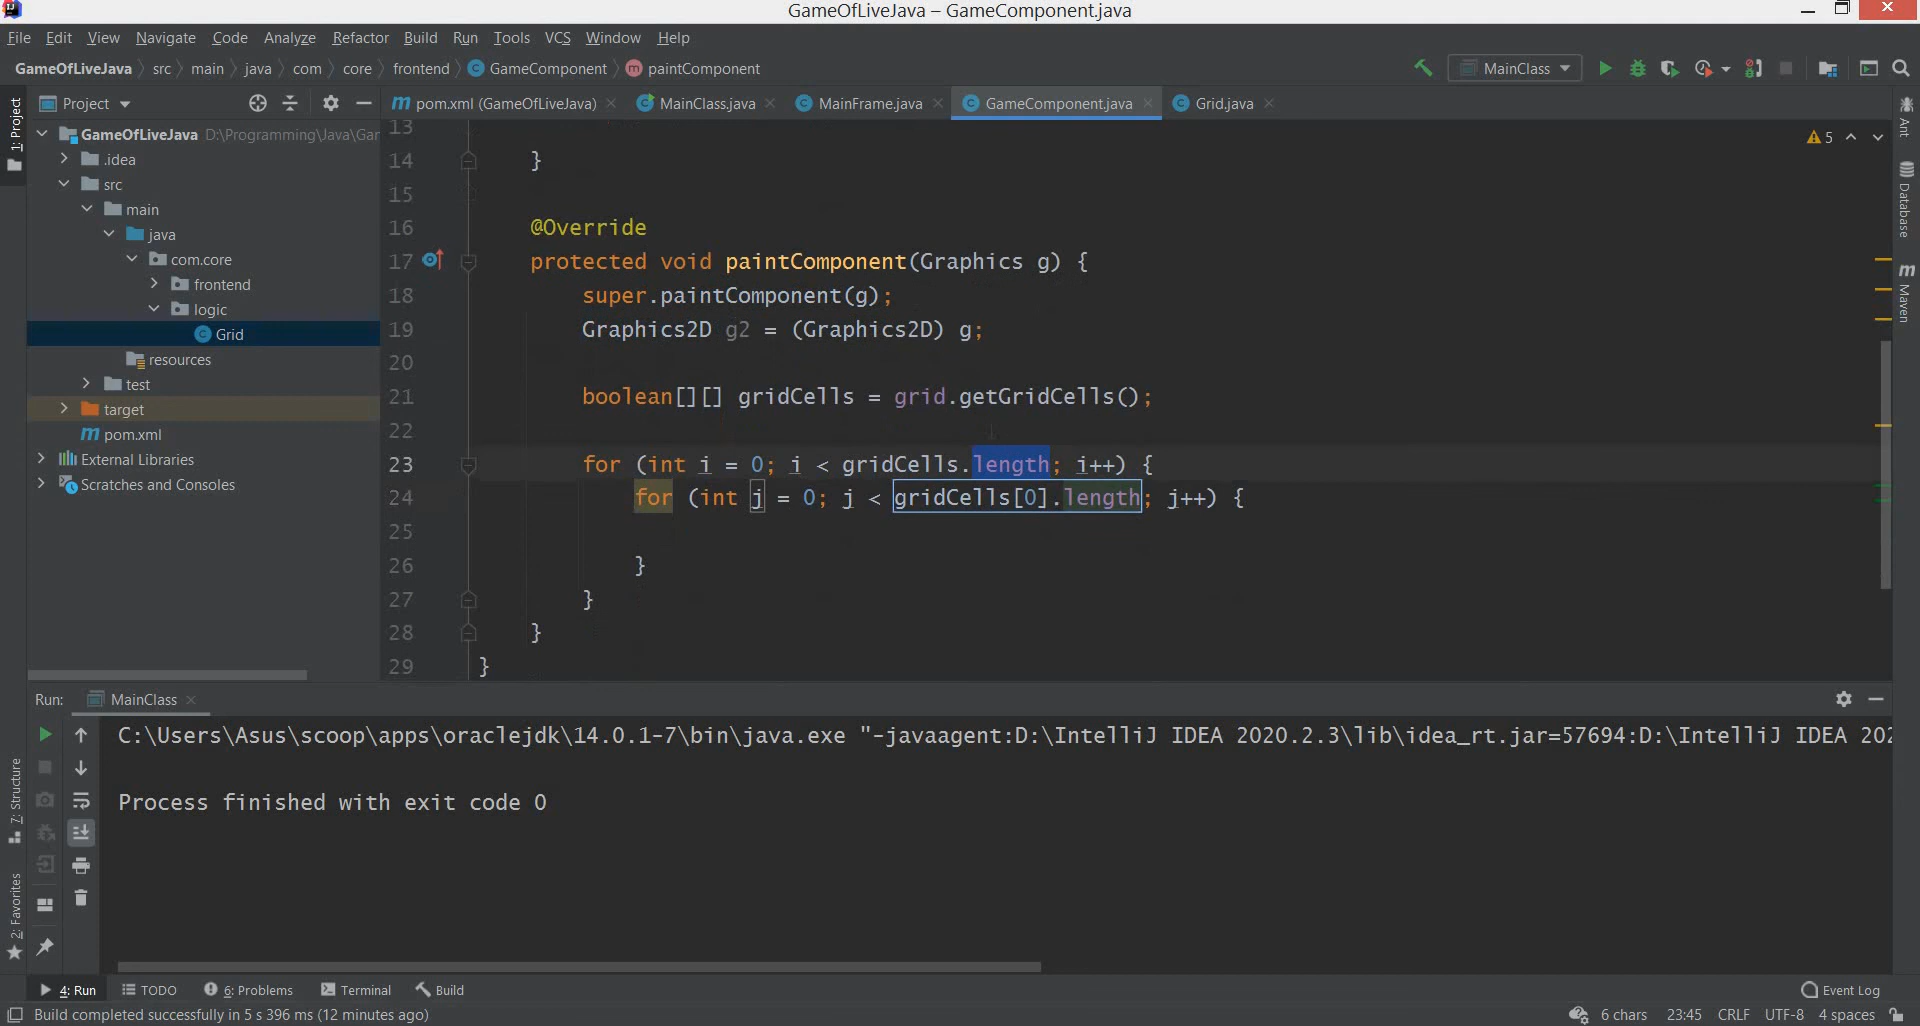 GameOfLiveJava – GameComponent.java
File Edit View Navigate Code Analyze Refactor Build Run Tools VCS Window Help
GameOfLiveJava src main java com core frontend GameComponent paintComponent
MainClass
1: Project
Project
pom.xml (GameOfLiveJava) MainClass.java MainFrame.java GameComponent.java Grid.java
GameOfLiveJava D:\Programming\Java\Gar
.idea
src
main
java
com.core
frontend
logic
Grid
resources
test
target
pom.xml
External Libraries
Scratches and Consoles
5
13
14 }
15
16 @Override
17 protected void paintComponent(Graphics g) {
18 super.paintComponent(g);
19 Graphics2D g2 = (Graphics2D) g;
20
21 boolean[][] gridCells = grid.getGridCells();
22
23 for (int i = 0; i < gridCells.length; i++) {
24 for (int j = 0; j < gridCells[0].length; j++) {
25
26 }
27 }
28 }
29 }
Ant
Database
Maven
Run: MainClass
C:\Users\Asus\scoop\apps\oraclejdk\14.0.1-7\bin\java.exe "-javaagent:D:\IntelliJ IDEA 2020.2.3\lib\idea_rt.jar=57694:D:\IntelliJ IDEA 202
Process finished with exit code 0
7: Structure
2: Favorites
4: Run TODO 6: Problems Terminal Build Event Log
Build completed successfully in 5 s 396 ms (12 minutes ago) 6 chars 23:45 CRLF UTF-8 4 spaces